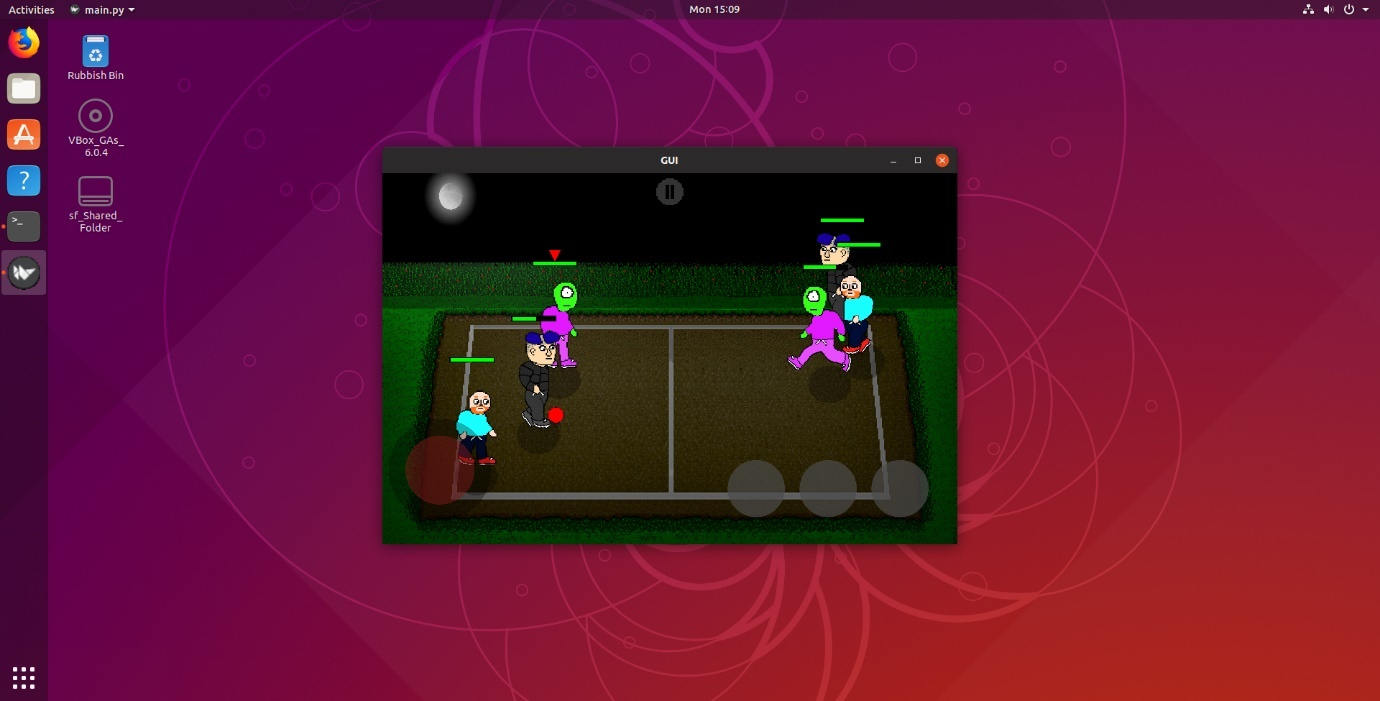 Activities
main.py
Mon 15:09
Rubbish Bin
VBox_GAs_
6.0.4
sf_Shared_
Folder
GUI